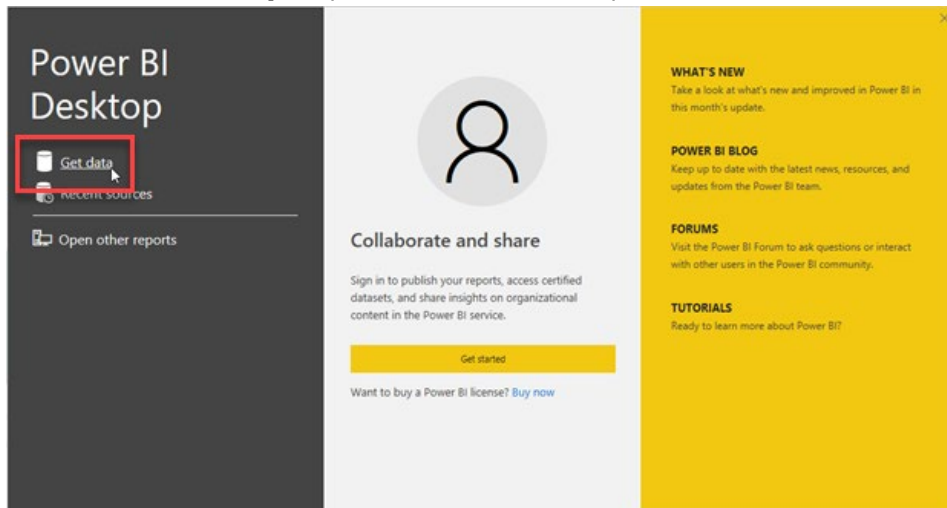 Power BI
Desktop
Get data
Recent sources
Open other reports
Collaborate and share
Sign in to publish your reports, access certified
datasets, and share insights on organizational
content in the Power BI service.
Get started
Want to buy a Power BI license? Buy now
WHAT'S NEW
Take a look at what's new and improved in Power BI in
this month's update.
POWER BI BLOG
Keep up to date with the latest news, resources, and
updates from the Power BI team.
FORUMS
Visit the Power BI Forum to ask questions or interact
with other users in the Power BI community.
TUTORIALS
Ready to learn more about Power BI?